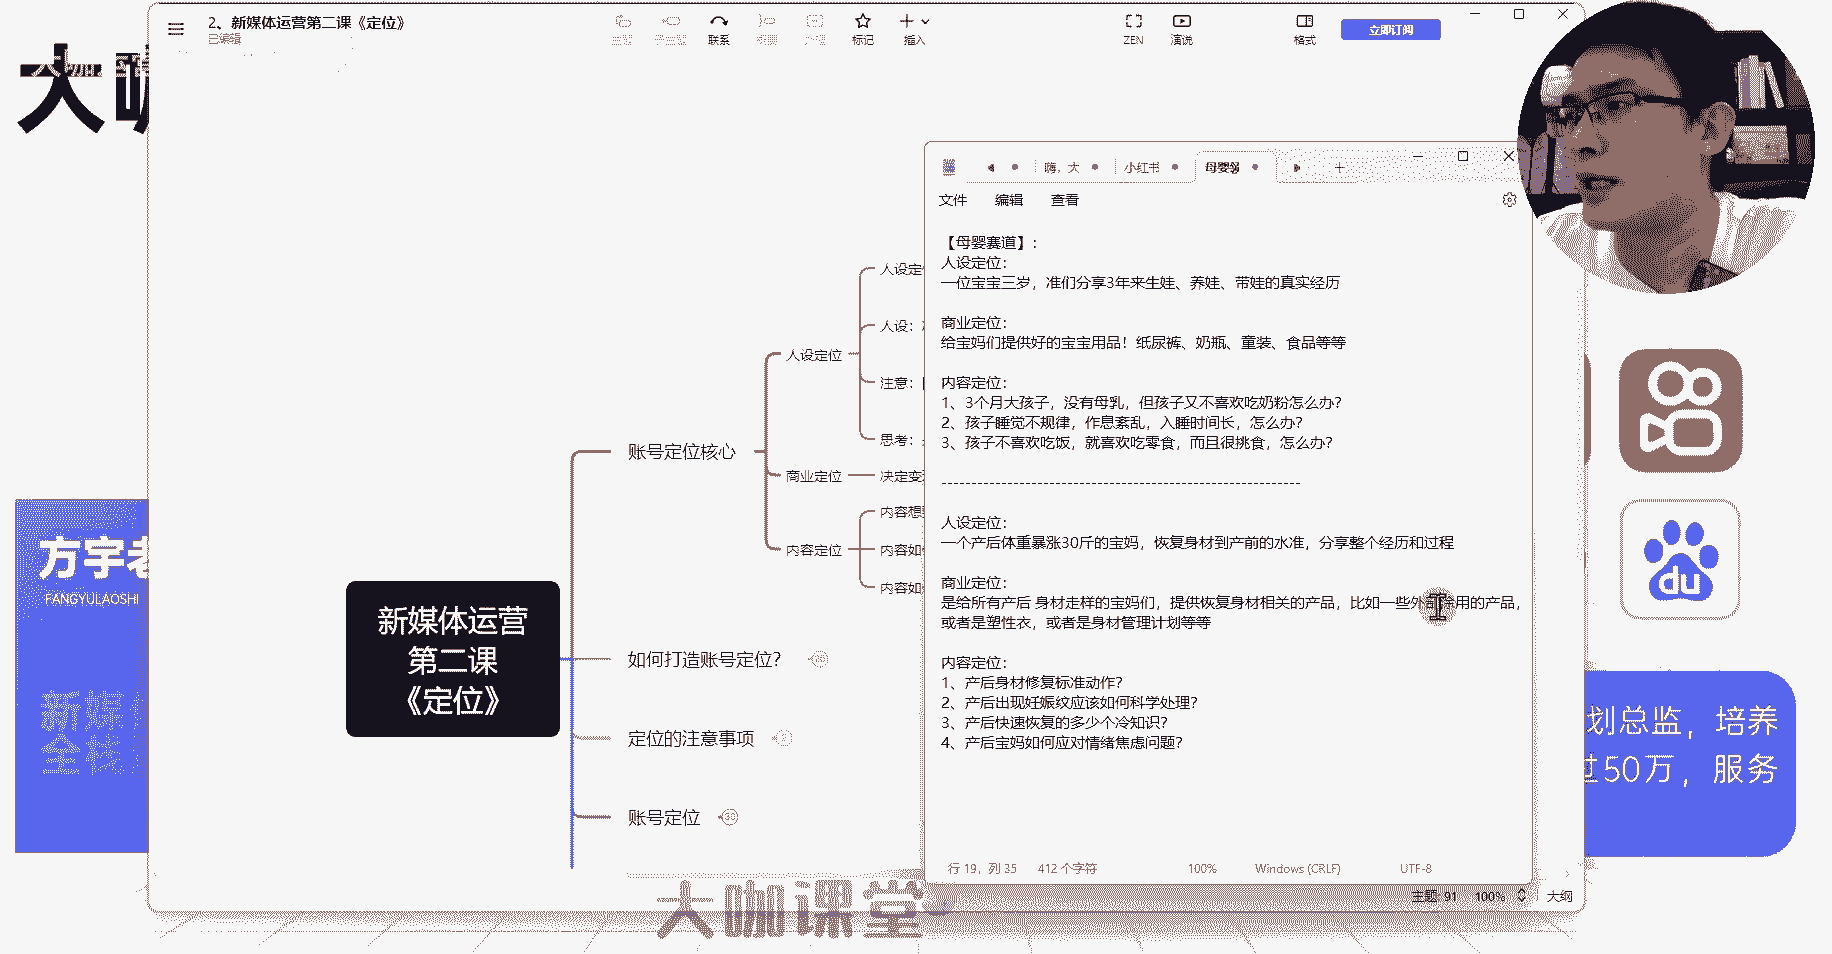 2、新媒体运营第二课《定位》
已编辑
联系
标记
插入
ZEN
演说
格式
立即订阅
大咖
嗨，大
小红书
文件
编辑
查看
【母婴赛道】：
人设定位：
一位宝宝三岁，准们分享3年来生娃、养娃、带娃的真实经历
商业定位：
给宝妈们提供好的宝宝用品！纸尿裤、奶瓶、童装、食品等等
内容定位：
1、3个月大孩子，没有母乳，但孩子又不喜欢吃奶粉怎么办？
2、孩子睡觉不规律，作息紊乱，入睡时间长，怎么办？
3、孩子不喜欢吃饭，就喜欢吃零食，而且很挑食，怎么办？
------------------------------------------------------------
人设定位：
一个产后体重暴涨30斤的宝妈，恢复身材到产前的水准，分享整个经历和过程
商业定位：
是给所有产后 身材走样的宝妈们，提供恢复身材相关的产品，比如一些外部涂用的产品，
或者是塑性衣，或者是身材管理计划等等
内容定位：
1、产后身材修复标准动作？
2、产后出现妊娠纹应该如何科学处理？
3、产后快速恢复的多少个冷知识？
4、产后宝妈如何应对情绪焦虑问题？
行 19，列 35
412 个字符
100%
Windows (CRLF)
UTF-8
新媒体运营
第二课
《定位》
账号定位核心
人设定位
人设定
人设：
注意：
思考：
商业定位
决定变
内容定位
内容想
内容如
内容如
如何打造账号定位？
定位的注意事项
账号定位
主题 91
100%
大纲
方宇老
FANGYULAOSHI
新媒体
全栈
du
划总监，培养
过50万，服务
大咖课堂